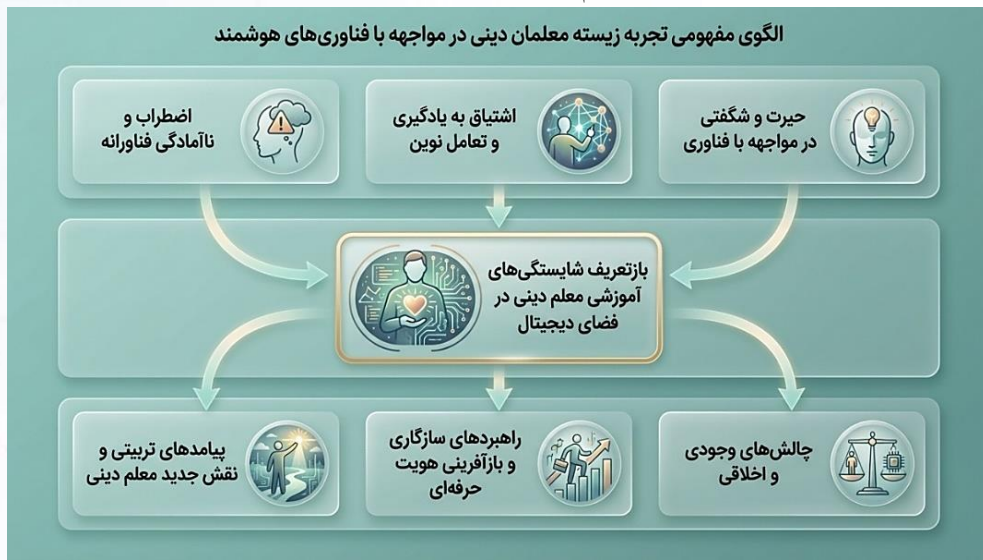 الگوی مفهومی تجربه زیسته معلمان دینی در مواجهه با فناوری‌های هوشمند
حیرت و شگفتی
در مواجهه با فناوری
اشتیاق به یادگیری
و تعامل نوین
اضطراب و
ناآمادگی فناورانه
بازتعریف شایستگی‌های
آموزشی معلم دینی در
فضای دیجیتال
چالش‌های وجودی
و اخلاقی
راهبردهای سازگاری
و بازآفرینی هویت
حرفه‌ای
پیامدهای تربیتی و
نقش جدید معلم دینی